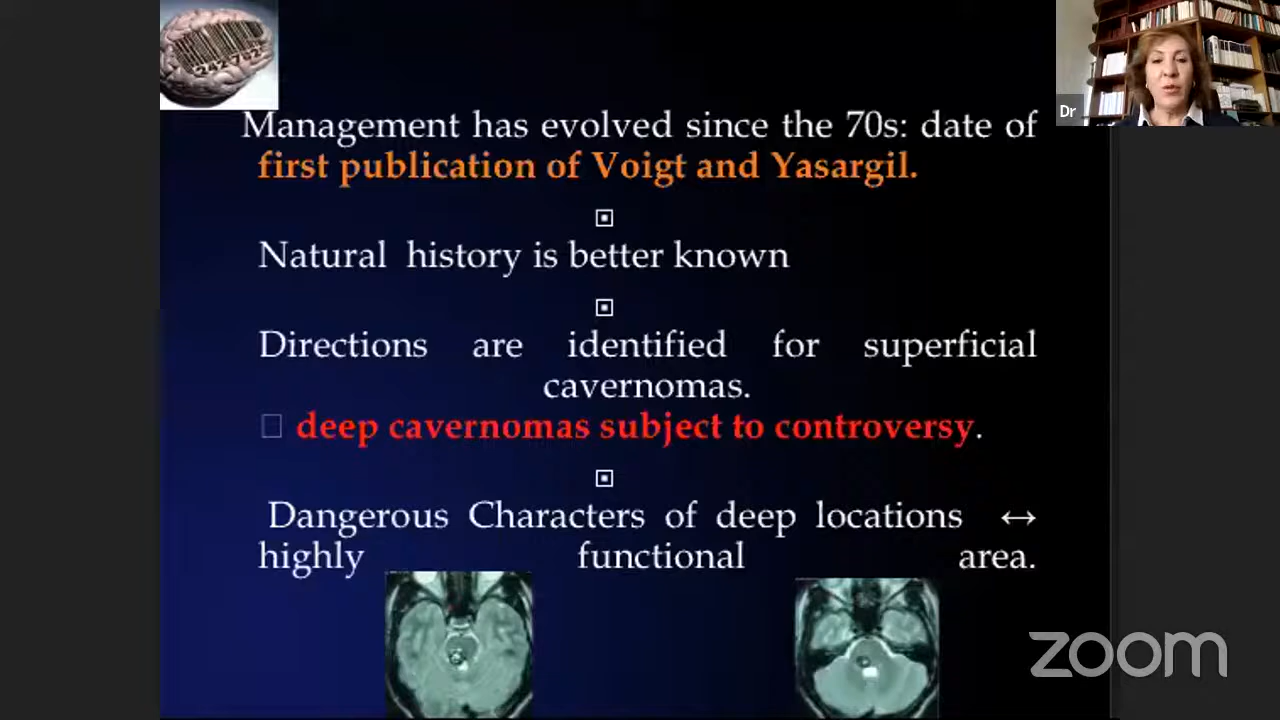 Dr
Management has evolved since the 70s: date of
first publication of Voigt and Yasargil.
Natural history is better known
Directions are identified for superficial
cavernomas.
deep cavernomas subject to controversy.
Dangerous Characters of deep locations ↔
highly functional area.
zoom